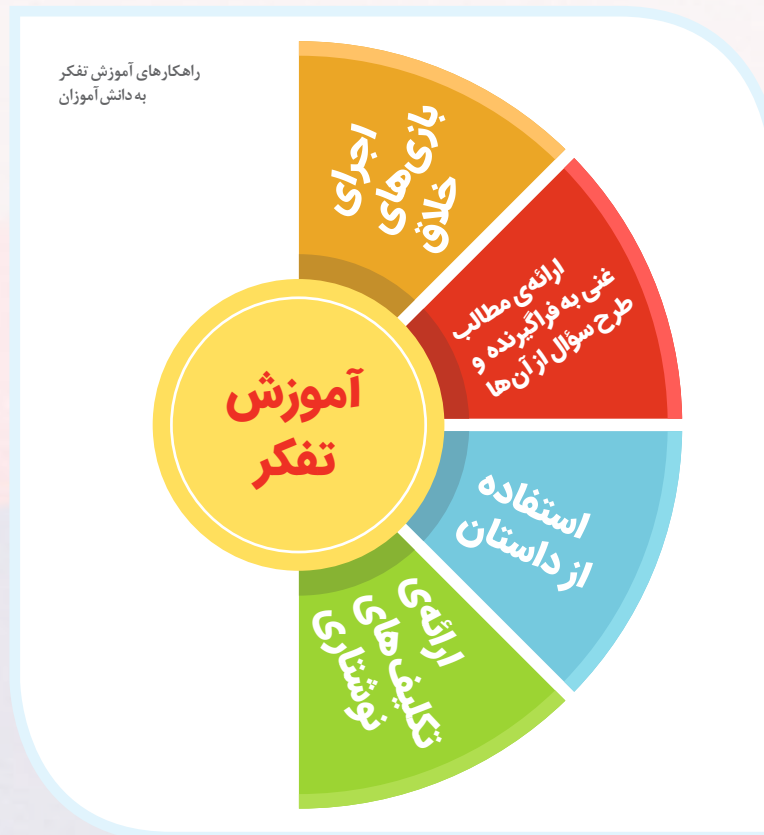 راهکارهای آموزش تفکر
به دانش‌آموزان
اجرای
بازی‌های
خلاق
ارائه‌ی مطالب
غنی به فراگیرنده و
طرح سؤال از آن‌ها
آموزش
تفکر
استفاده
از داستان
ارائه‌ی
تکلیف های
نوشتاری